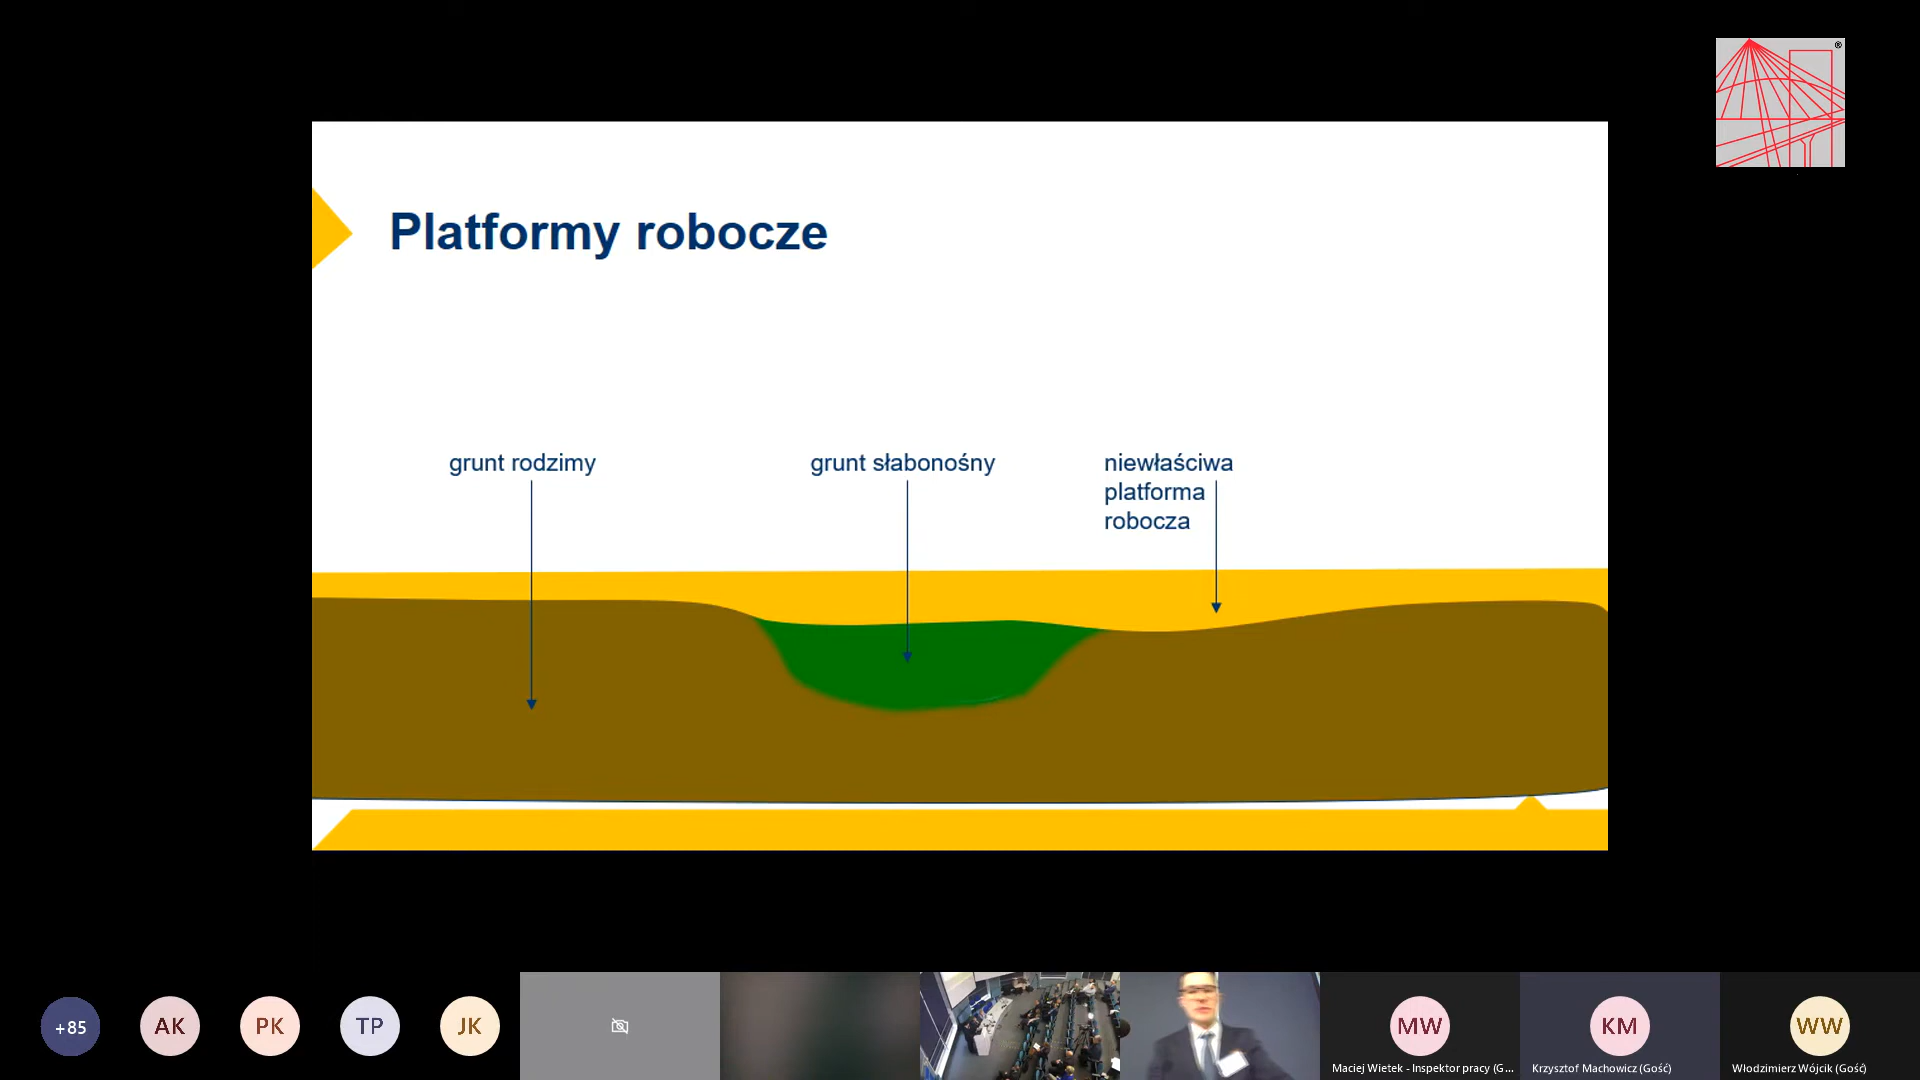 ®
Platformy robocze
grunt rodzimy
grunt słabonośny
niewłaściwa
platforma
robocza
+85
AK
PK
TP
JK
MW
Maciej Wietek - Inspektor pracy (G...
KM
Krzysztof Machowicz (Gość)
WW
Włodzimierz Wójcik (Gość)